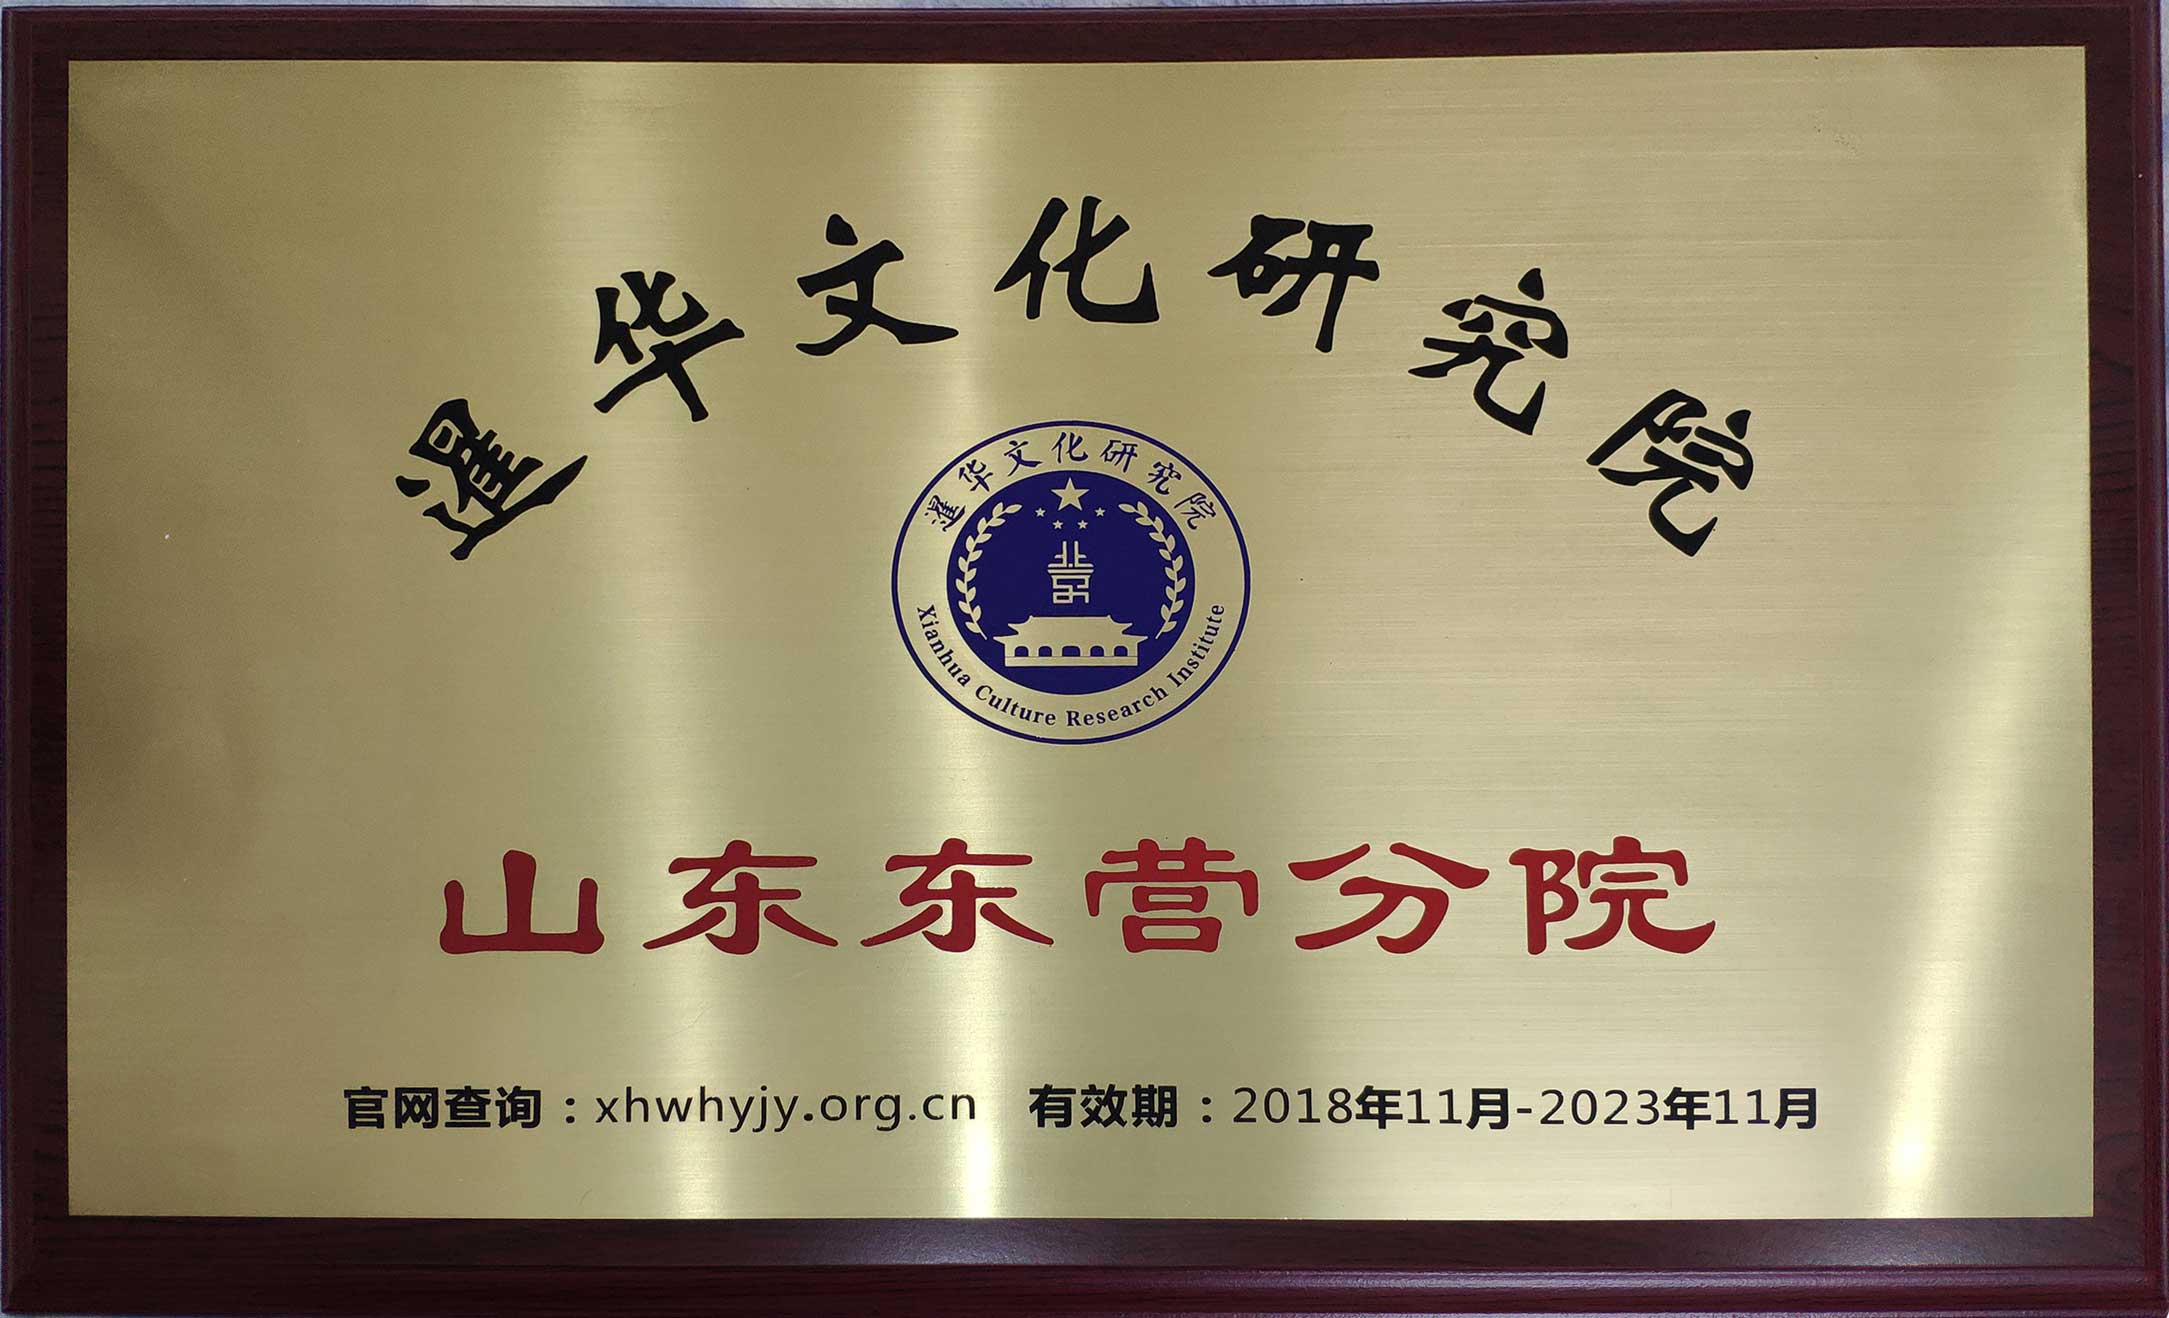 暹华文化研究院
暹华文化研究院
北京
Xianhua Culture Research Institute
山东东营分院
官网查询：xhwhyjy.org.cn 有效期：2018年11月-2023年11月